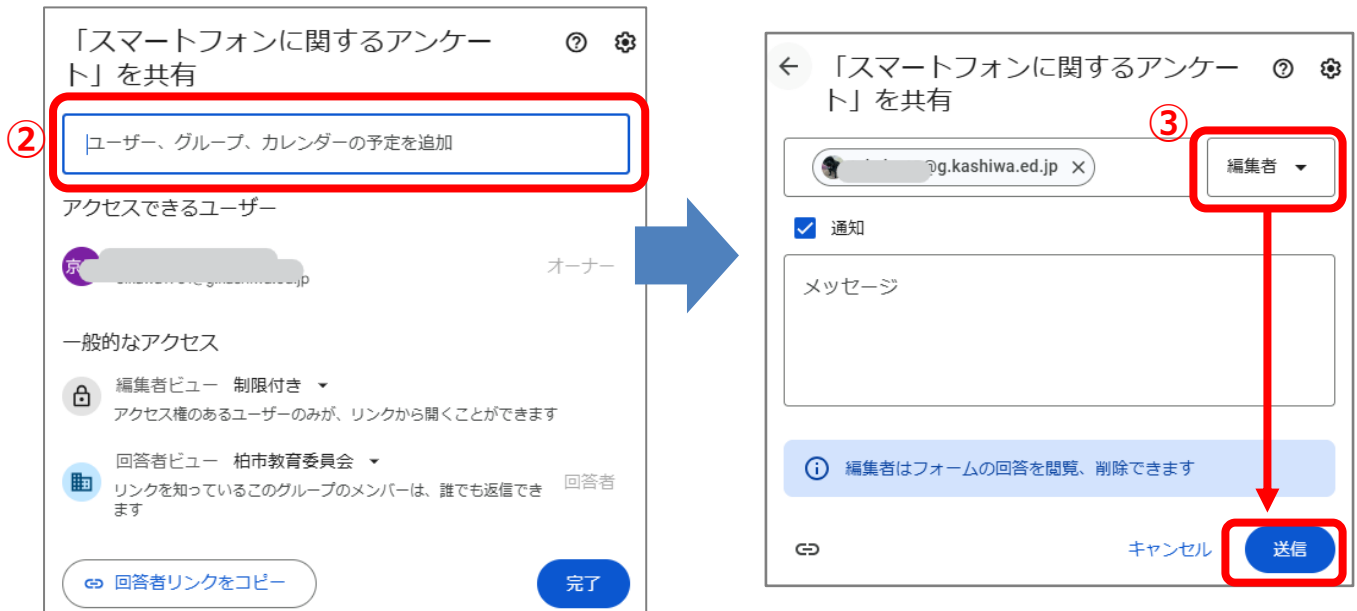 「スマートフォンに関するアンケー
ト」を共有
②
ユーザー、グループ、カレンダーの予定を追加
アクセスできるユーザー
京
オーナー
一般的なアクセス
編集者ビュー 制限付き
アクセス権のあるユーザーのみが、リンクから開くことができます
回答者ビュー 柏市教育委員会
リンクを知っているこのグループのメンバーは、誰でも返信でき
ます
回答者
回答者リンクをコピー
完了
「スマートフォンに関するアンケー
ト」を共有
③
@g.kashiwa.ed.jp
編集者
通知
メッセージ
編集者はフォームの回答を閲覧、削除できます
キャンセル
送信